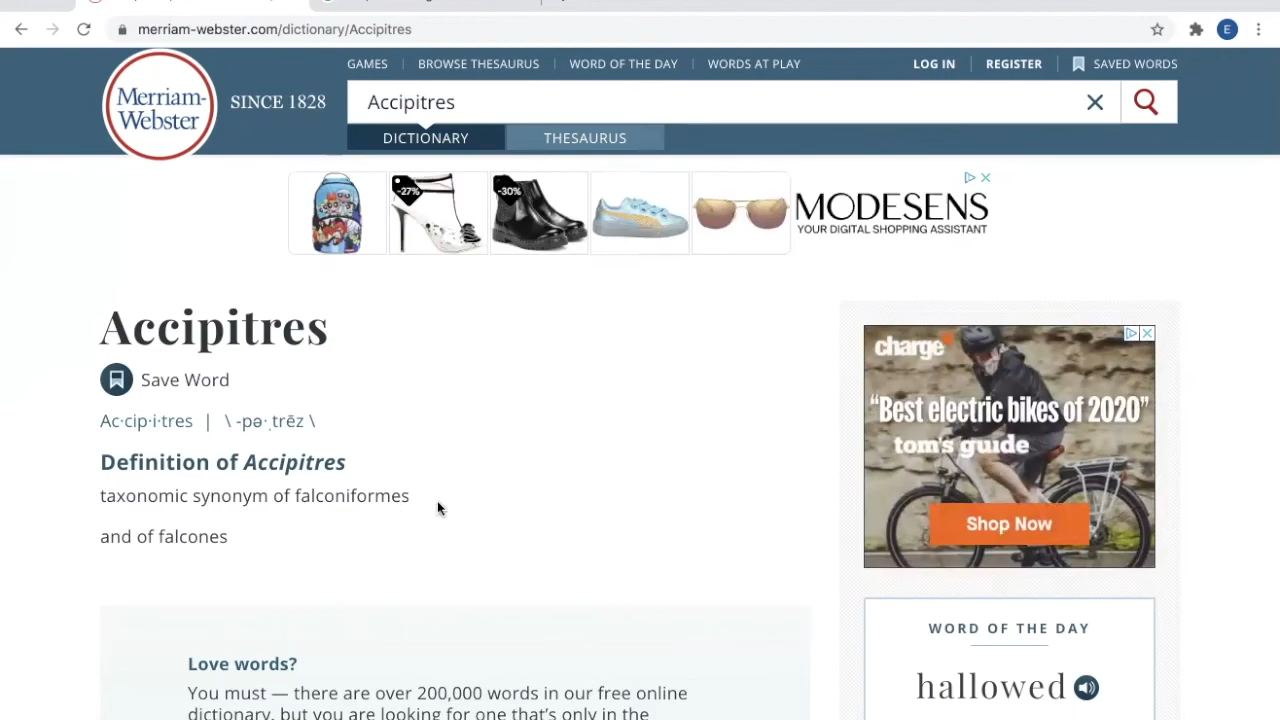 merriam-webster.com/dictionary/Accipitres
E
GAMES | BROWSE THESAURUS | WORD OF THE DAY | WORDS AT PLAY
LOG IN | REGISTER | SAVED WORDS
Merriam-
Webster
SINCE 1828
Accipitres
DICTIONARY
THESAURUS
-27%
-30%
MODESENS
YOUR DIGITAL SHOPPING ASSISTANT
Accipitres
Save Word
Ac·cip·i·tres | \ -pə·ˌtrēz \
Definition of Accipitres
taxonomic synonym of falconiformes
and of falcones
charge
“Best electric bikes of 2020”
tom's guide
Shop Now
WORD OF THE DAY
hallowed
Love words?
You must — there are over 200,000 words in our free online
dictionary, but you are looking for one that’s only in the